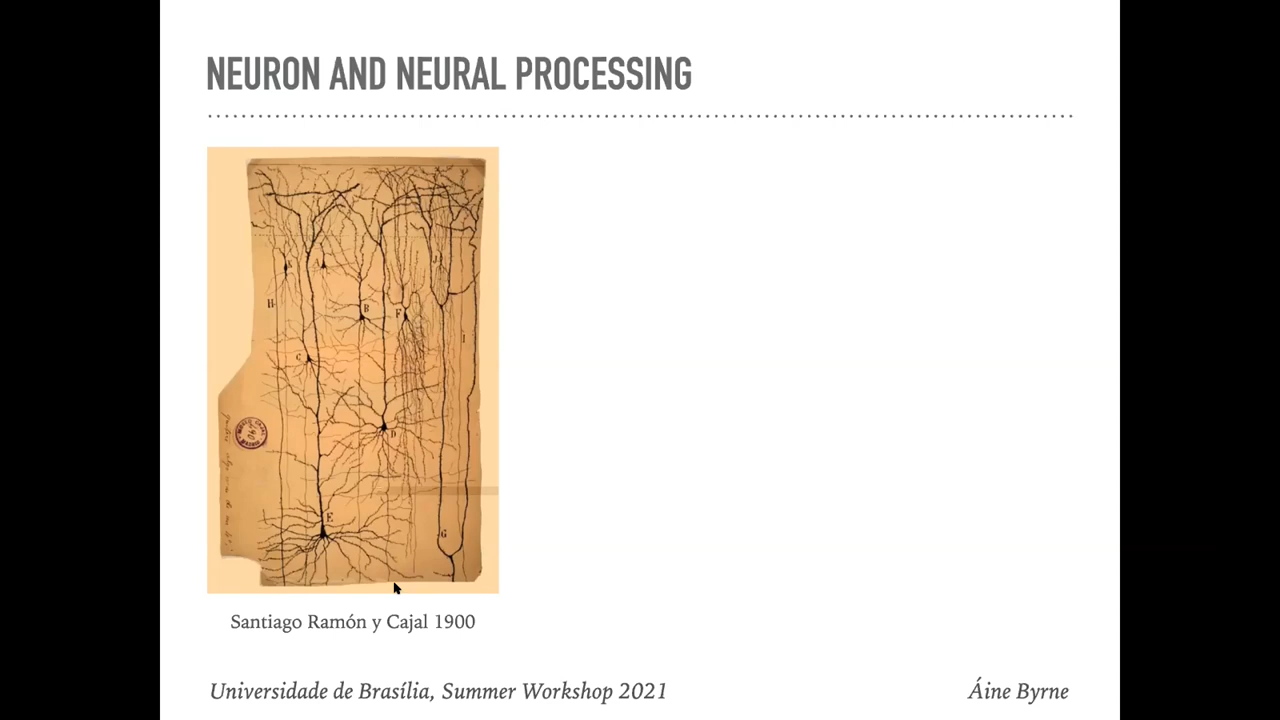 NEURON AND NEURAL PROCESSING
K
A
J
H
B
F
I
C
D
E
G
Santiago Ramón y Cajal 1900
Universidade de Brasília, Summer Workshop 2021
Áine Byrne